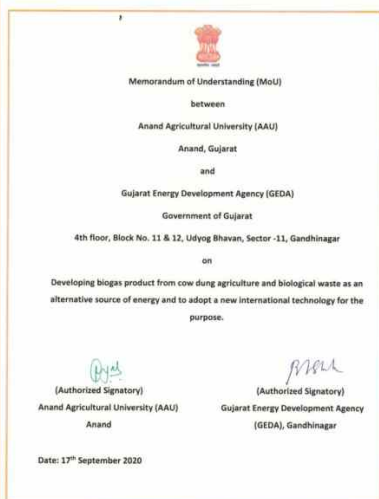 Memorandum of Understanding (MoU)
between
Anand Agricultural University (AAU)
Anand, Gujarat
and
Gujarat Energy Development Agency (GEDA)
Government of Gujarat
4th floor, Block No. 11 & 12, Udyog Bhavan, Sector -11, Gandhinagar
on
Developing biogas product from cow dung agriculture and biological waste as an
alternative source of energy and to adopt a new international technology for the
purpose.
(Authorized Signatory)
Anand Agricultural University (AAU)
Anand
(Authorized Signatory)
Gujarat Energy Development Agency
(GEDA), Gandhinagar
Date: 17th September 2020